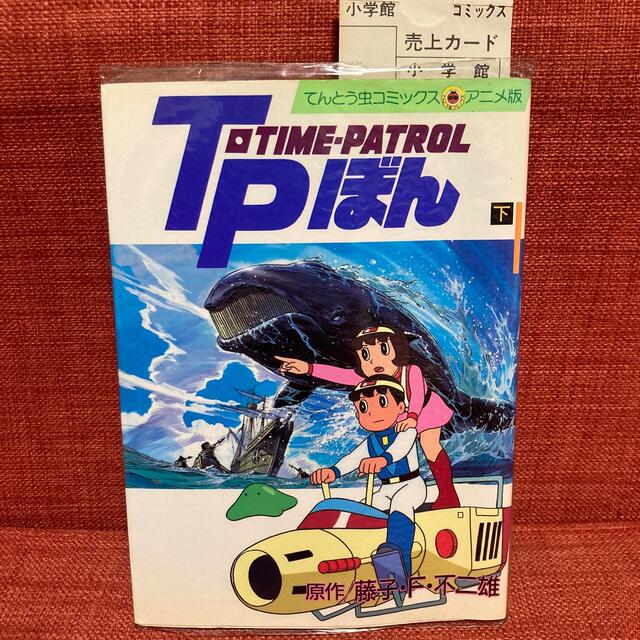 小学館 コミックス
売上カード
小学館
てんとう虫コミックス アニメ版
TIME-PATROL
TPぼん
下
原作/藤子・F・不二雄